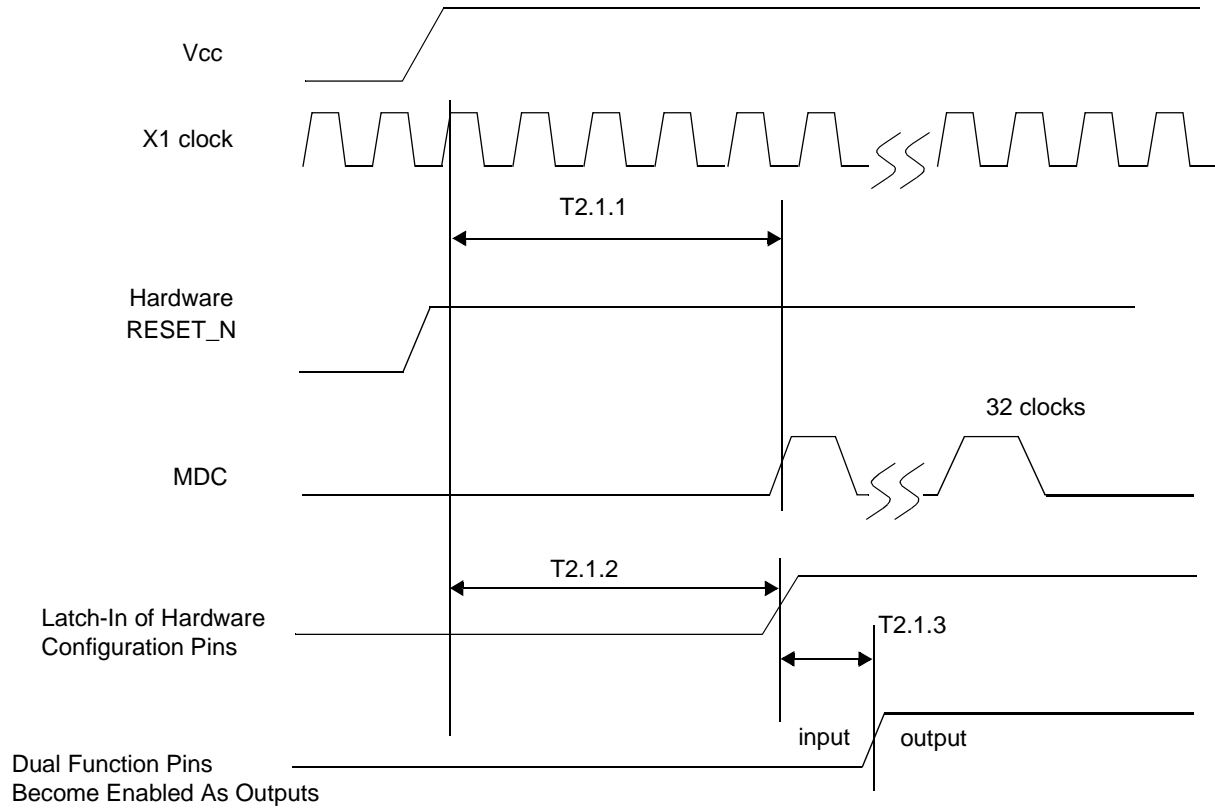 Vcc
X1 clock
T2.1.1
Hardware
RESET_N
32 clocks
MDC
T2.1.2
Latch-In of Hardware
Configuration Pins
T2.1.3
input
output
Dual Function Pins
Become Enabled As Outputs